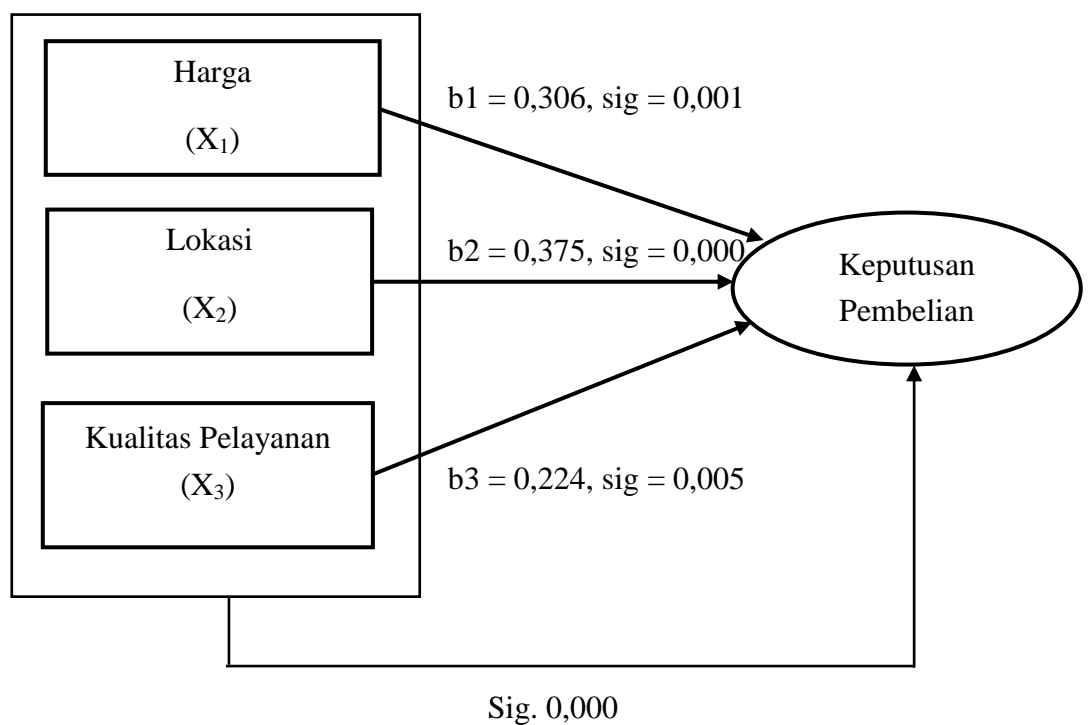 Harga
(X₁)
b1 = 0,306, sig = 0,001
Lokasi
(X₂)
b2 = 0,375, sig = 0,000
Keputusan
Pembelian
Kualitas Pelayanan
(X₃)
b3 = 0,224, sig = 0,005
Sig. 0,000